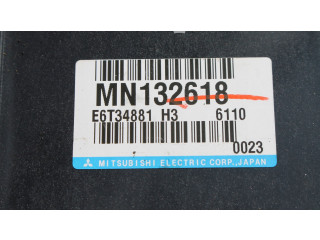 MN132618
E6T34881 H3 6110
0023
MITSUBISHI ELECTRIC CORP. JAPAN